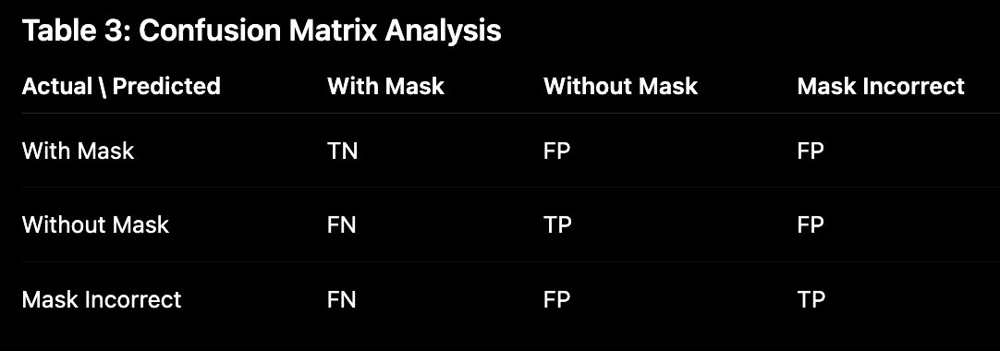 Table 3: Confusion Matrix Analysis
Actual \ Predicted With Mask Without Mask Mask Incorrect
With Mask TN FP FP
Without Mask FN TP FP
Mask Incorrect FN FP TP